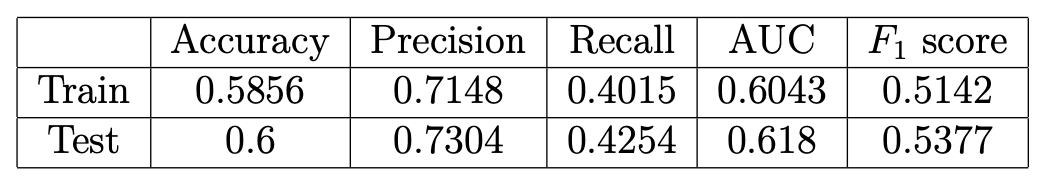 Accuracy Precision Recall AUC F₁ score
Train 0.5856 0.7148 0.4015 0.6043 0.5142
Test 0.6 0.7304 0.4254 0.618 0.5377